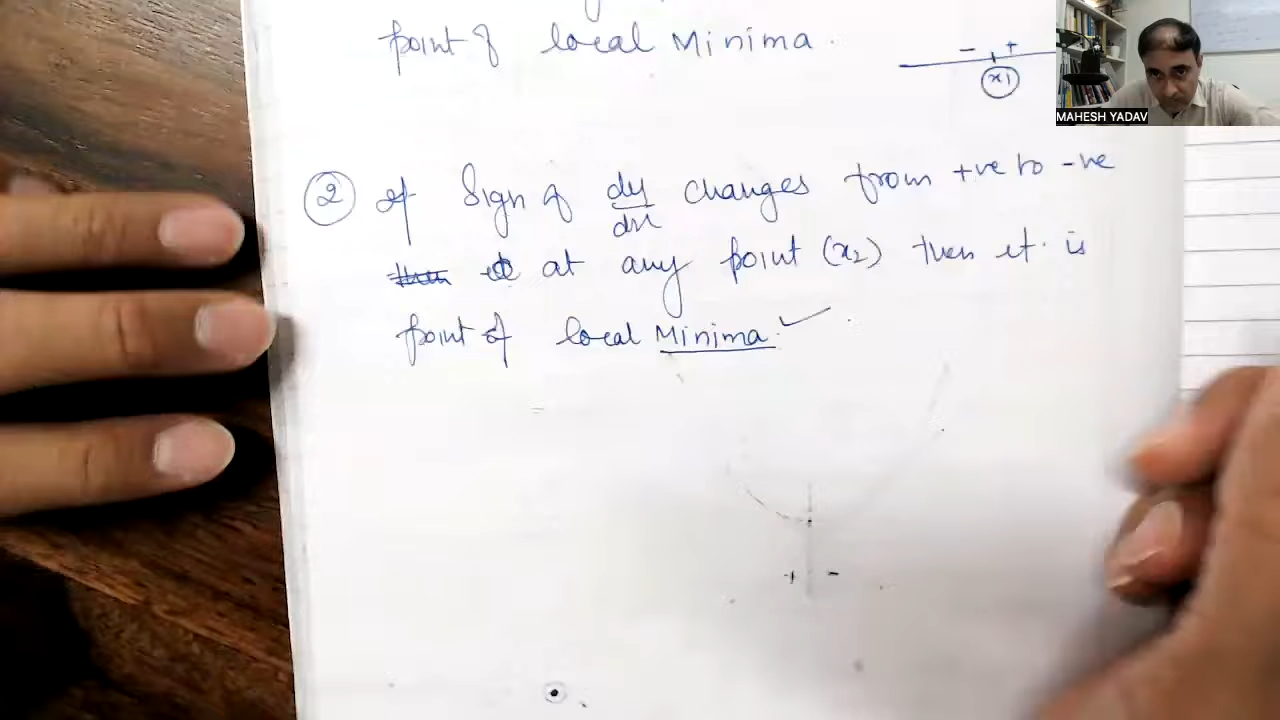 point of local Minima.
- +
x1
MAHESH YADAV
② If Sign of dy/dx changes from +ve to -ve
at any point (x2) then it is
point of local Minima. ✓
+ -